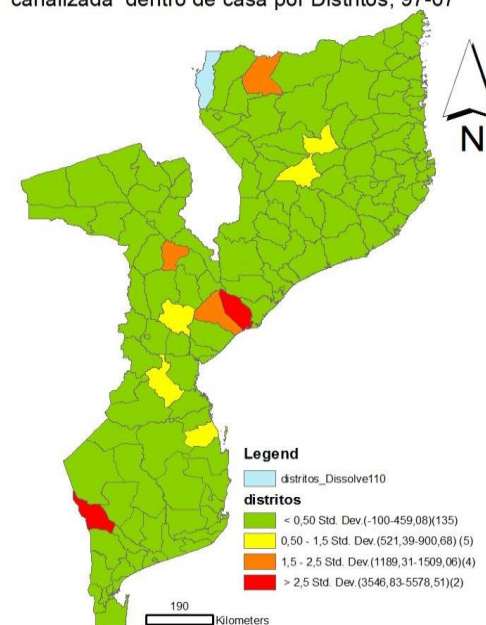 canalizada dentro de casa por Distritos, 97-07
N
Legend
distritos_Dissolve110
distritos
< 0,50 Std. Dev.(-100-459,08)(135)
0,50 - 1,5 Std. Dev.(521,39-900,68) (5)
1,5 - 2,5 Std. Dev.(1189,31-1509,06)(4)
> 2,5 Std. Dev.(3546,83-5578,51)(2)
190
Kilometers